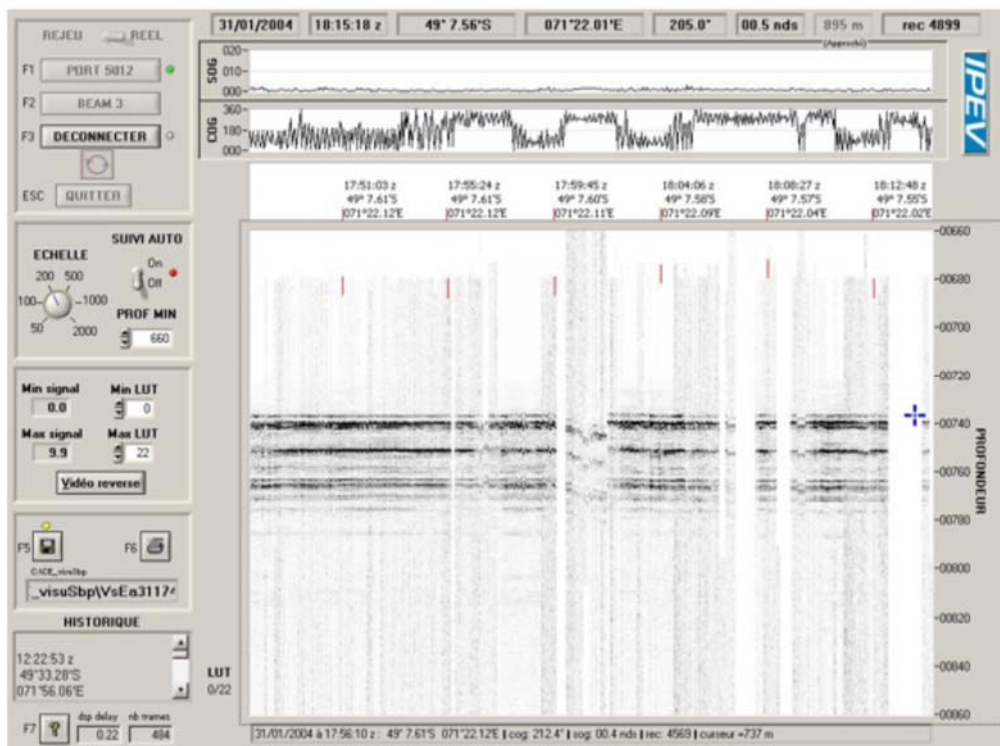 31/01/2004 18:15:18 z 49° 7.56'S 071°22.01'E 205.0° 00.5 nds 895 m rec 4899
(Approché)
REJEU REEL
F1 PORT 5012
F2 BEAM 3
F3 DECONNECTER
ESC QUITTER
SOG
020
010
000
COG
360
180
000
IPEV
17:51:03 z 17:55:24 z 17:59:45 z 18:04:06 z 18:08:27 z 18:12:48 z
49° 7.61'S 49° 7.61'S 49° 7.60'S 49° 7.58'S 49° 7.57'S 49° 7.55'S
071°22.12'E 071°22.12'E 071°22.11'E 071°22.09'E 071°22.04'E 071°22.02'E
SUIVI AUTO
ECHELLE
On
Off
200 500
100 1000
50 2000
PROF MIN
660
Min signal Min LUT
0.0 0
Max signal Max LUT
9.9 22
Vidéo reverse
F5 F6
_visuSbp\VsEa3117
HISTORIQUE
12:22:53 z
49°33.28'S
071°56.06'E
F7 ? dsp delay nb trames
0.22 484
LUT
0/22
-00660
-00680
-00700
-00720
-00740
-00760
-00780
-00800
-00820
-00840
-00860
PROFONDEUR
31/01/2004 à 17:56:10 z : 49° 7.61'S 071°22.12'E | cog: 212.4° | sog: 00.4 nds | rec: 4569 | curseur =737 m